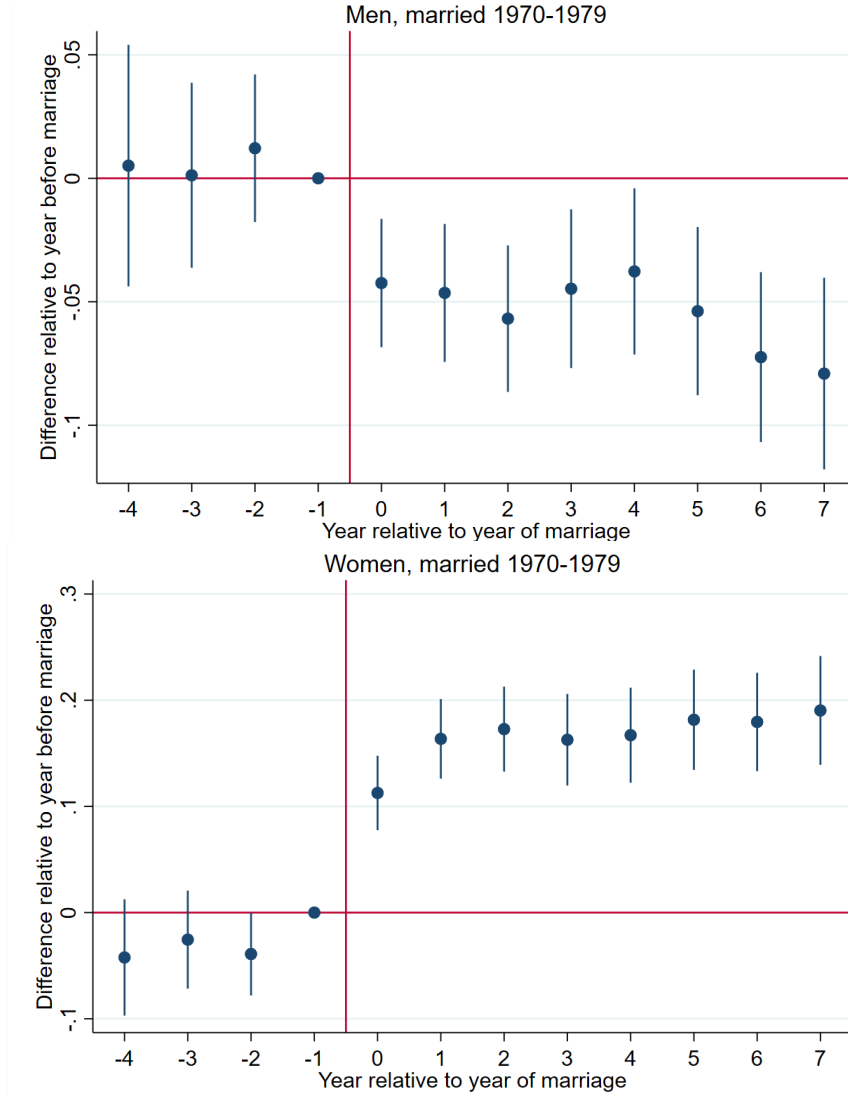 Men, married 1970-1979
Difference relative to year before marriage
.05
0
-.05
-.1
-4 -3 -2 -1 0 1 2 3 4 5 6 7
Year relative to year of marriage
Women, married 1970-1979
Difference relative to year before marriage
.3
.2
.1
0
-.1
-4 -3 -2 -1 0 1 2 3 4 5 6 7
Year relative to year of marriage